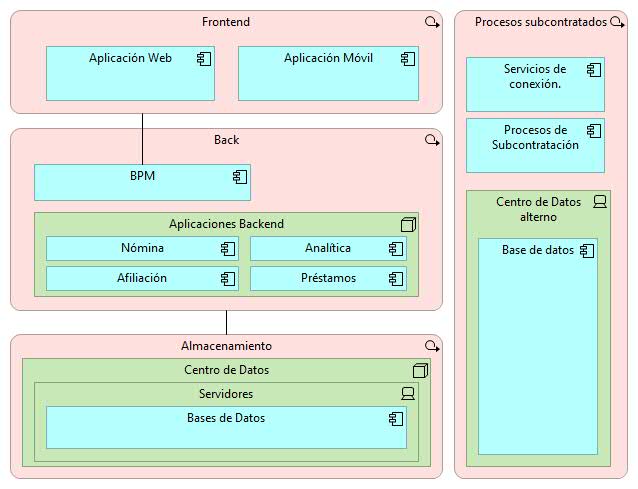 Frontend
Aplicación Web
Aplicación Móvil
Back
BPM
Aplicaciones Backend
Nómina
Analítica
Afiliación
Préstamos
Almacenamiento
Centro de Datos
Servidores
Bases de Datos
Procesos subcontratados
Servicios de
conexión.
Procesos de
Subcontratación
Centro de Datos
alterno
Base de datos